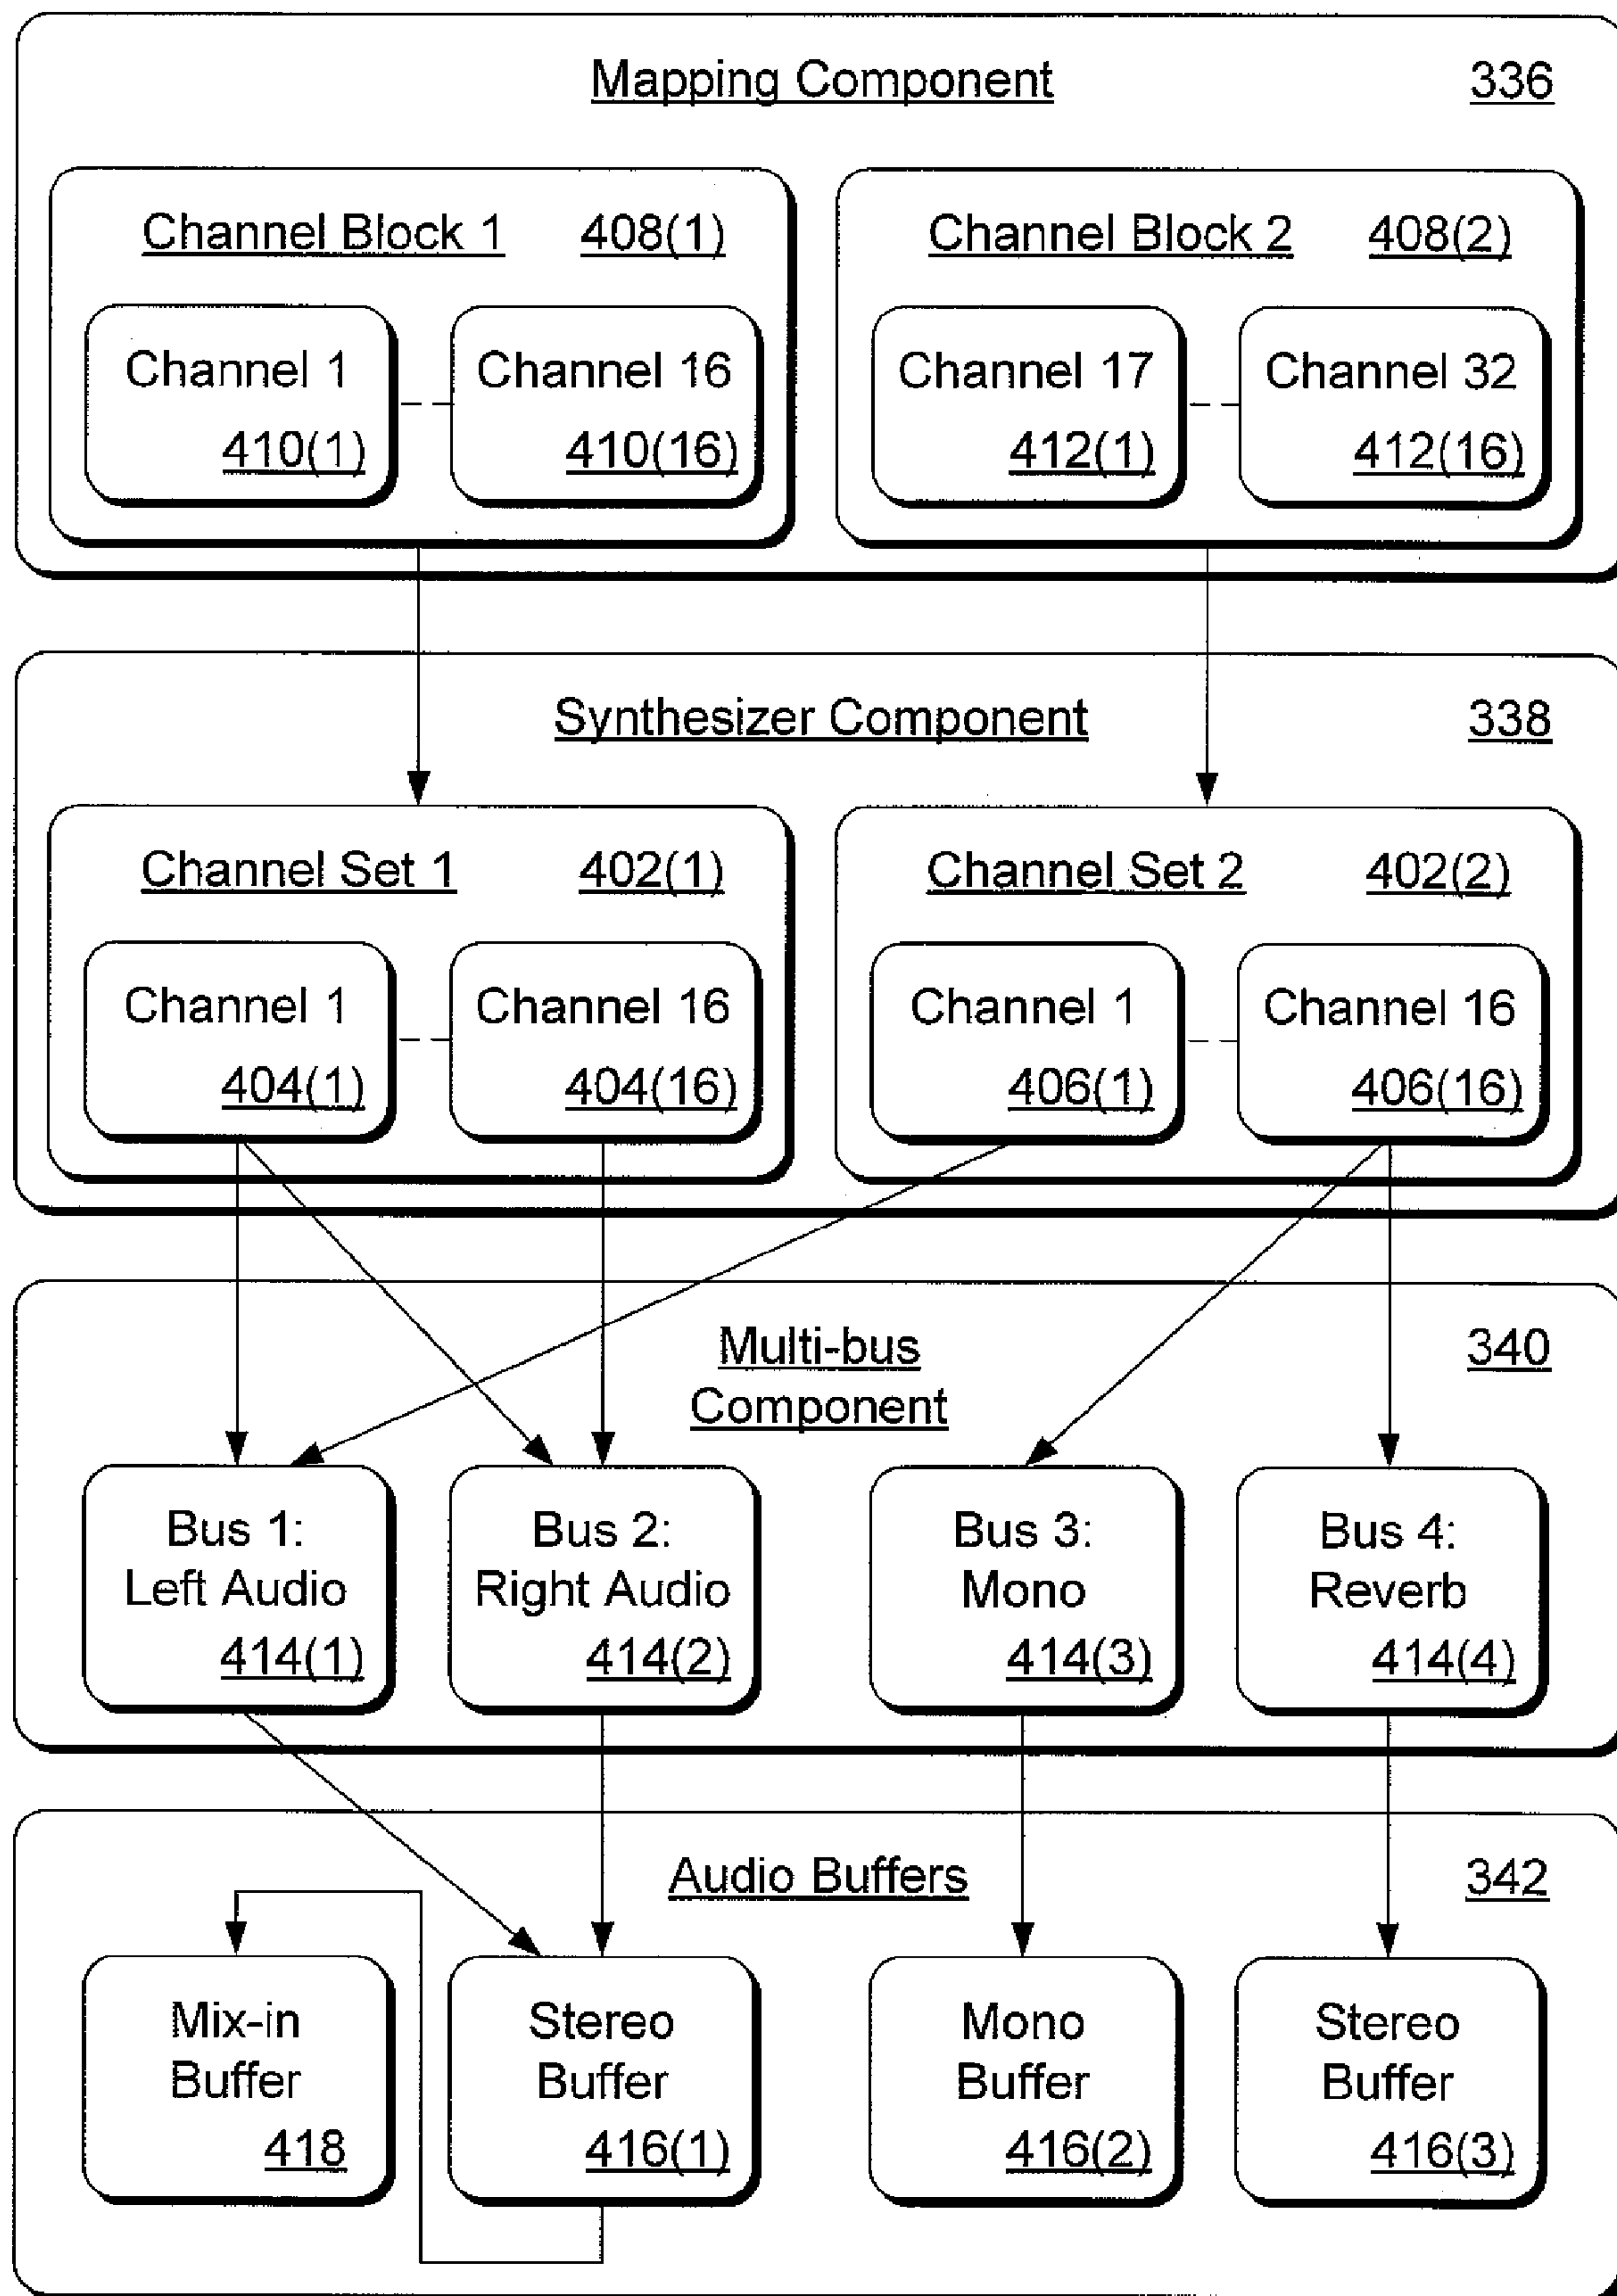 Mapping Component 336
Channel Block 1 408(1)
Channel Block 2 408(2)
Channel 1
410(1)
Channel 16
410(16)
Channel 17
412(1)
Channel 32
412(16)
Synthesizer Component 338
Channel Set 1 402(1)
Channel Set 2 402(2)
Channel 1
404(1)
Channel 16
404(16)
Channel 1
406(1)
Channel 16
406(16)
Multi-bus
Component
340
Bus 1:
Left Audio
414(1)
Bus 2:
Right Audio
414(2)
Bus 3:
Mono
414(3)
Bus 4:
Reverb
414(4)
Audio Buffers 342
Mix-in
Buffer
418
Stereo
Buffer
416(1)
Mono
Buffer
416(2)
Stereo
Buffer
416(3)